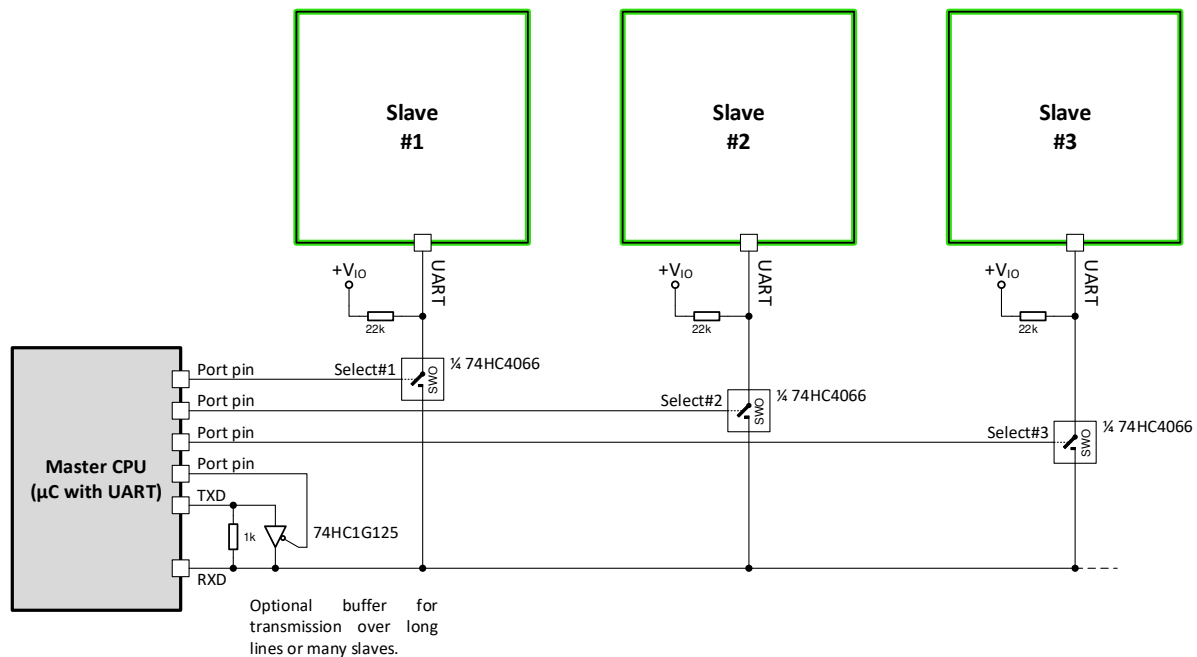 Slave
#1
Slave
#2
Slave
#3
UART
UART
UART
+VIO
+VIO
+VIO
22k
22k
22k
Port pin
Select#1
SWO
¼ 74HC4066
Port pin
Select#2
SWO
¼ 74HC4066
Port pin
Select#3
SWO
¼ 74HC4066
Port pin
Master CPU
(µC with UART)
TXD
1k
74HC1G125
RXD
Optional buffer for
transmission over long
lines or many slaves.